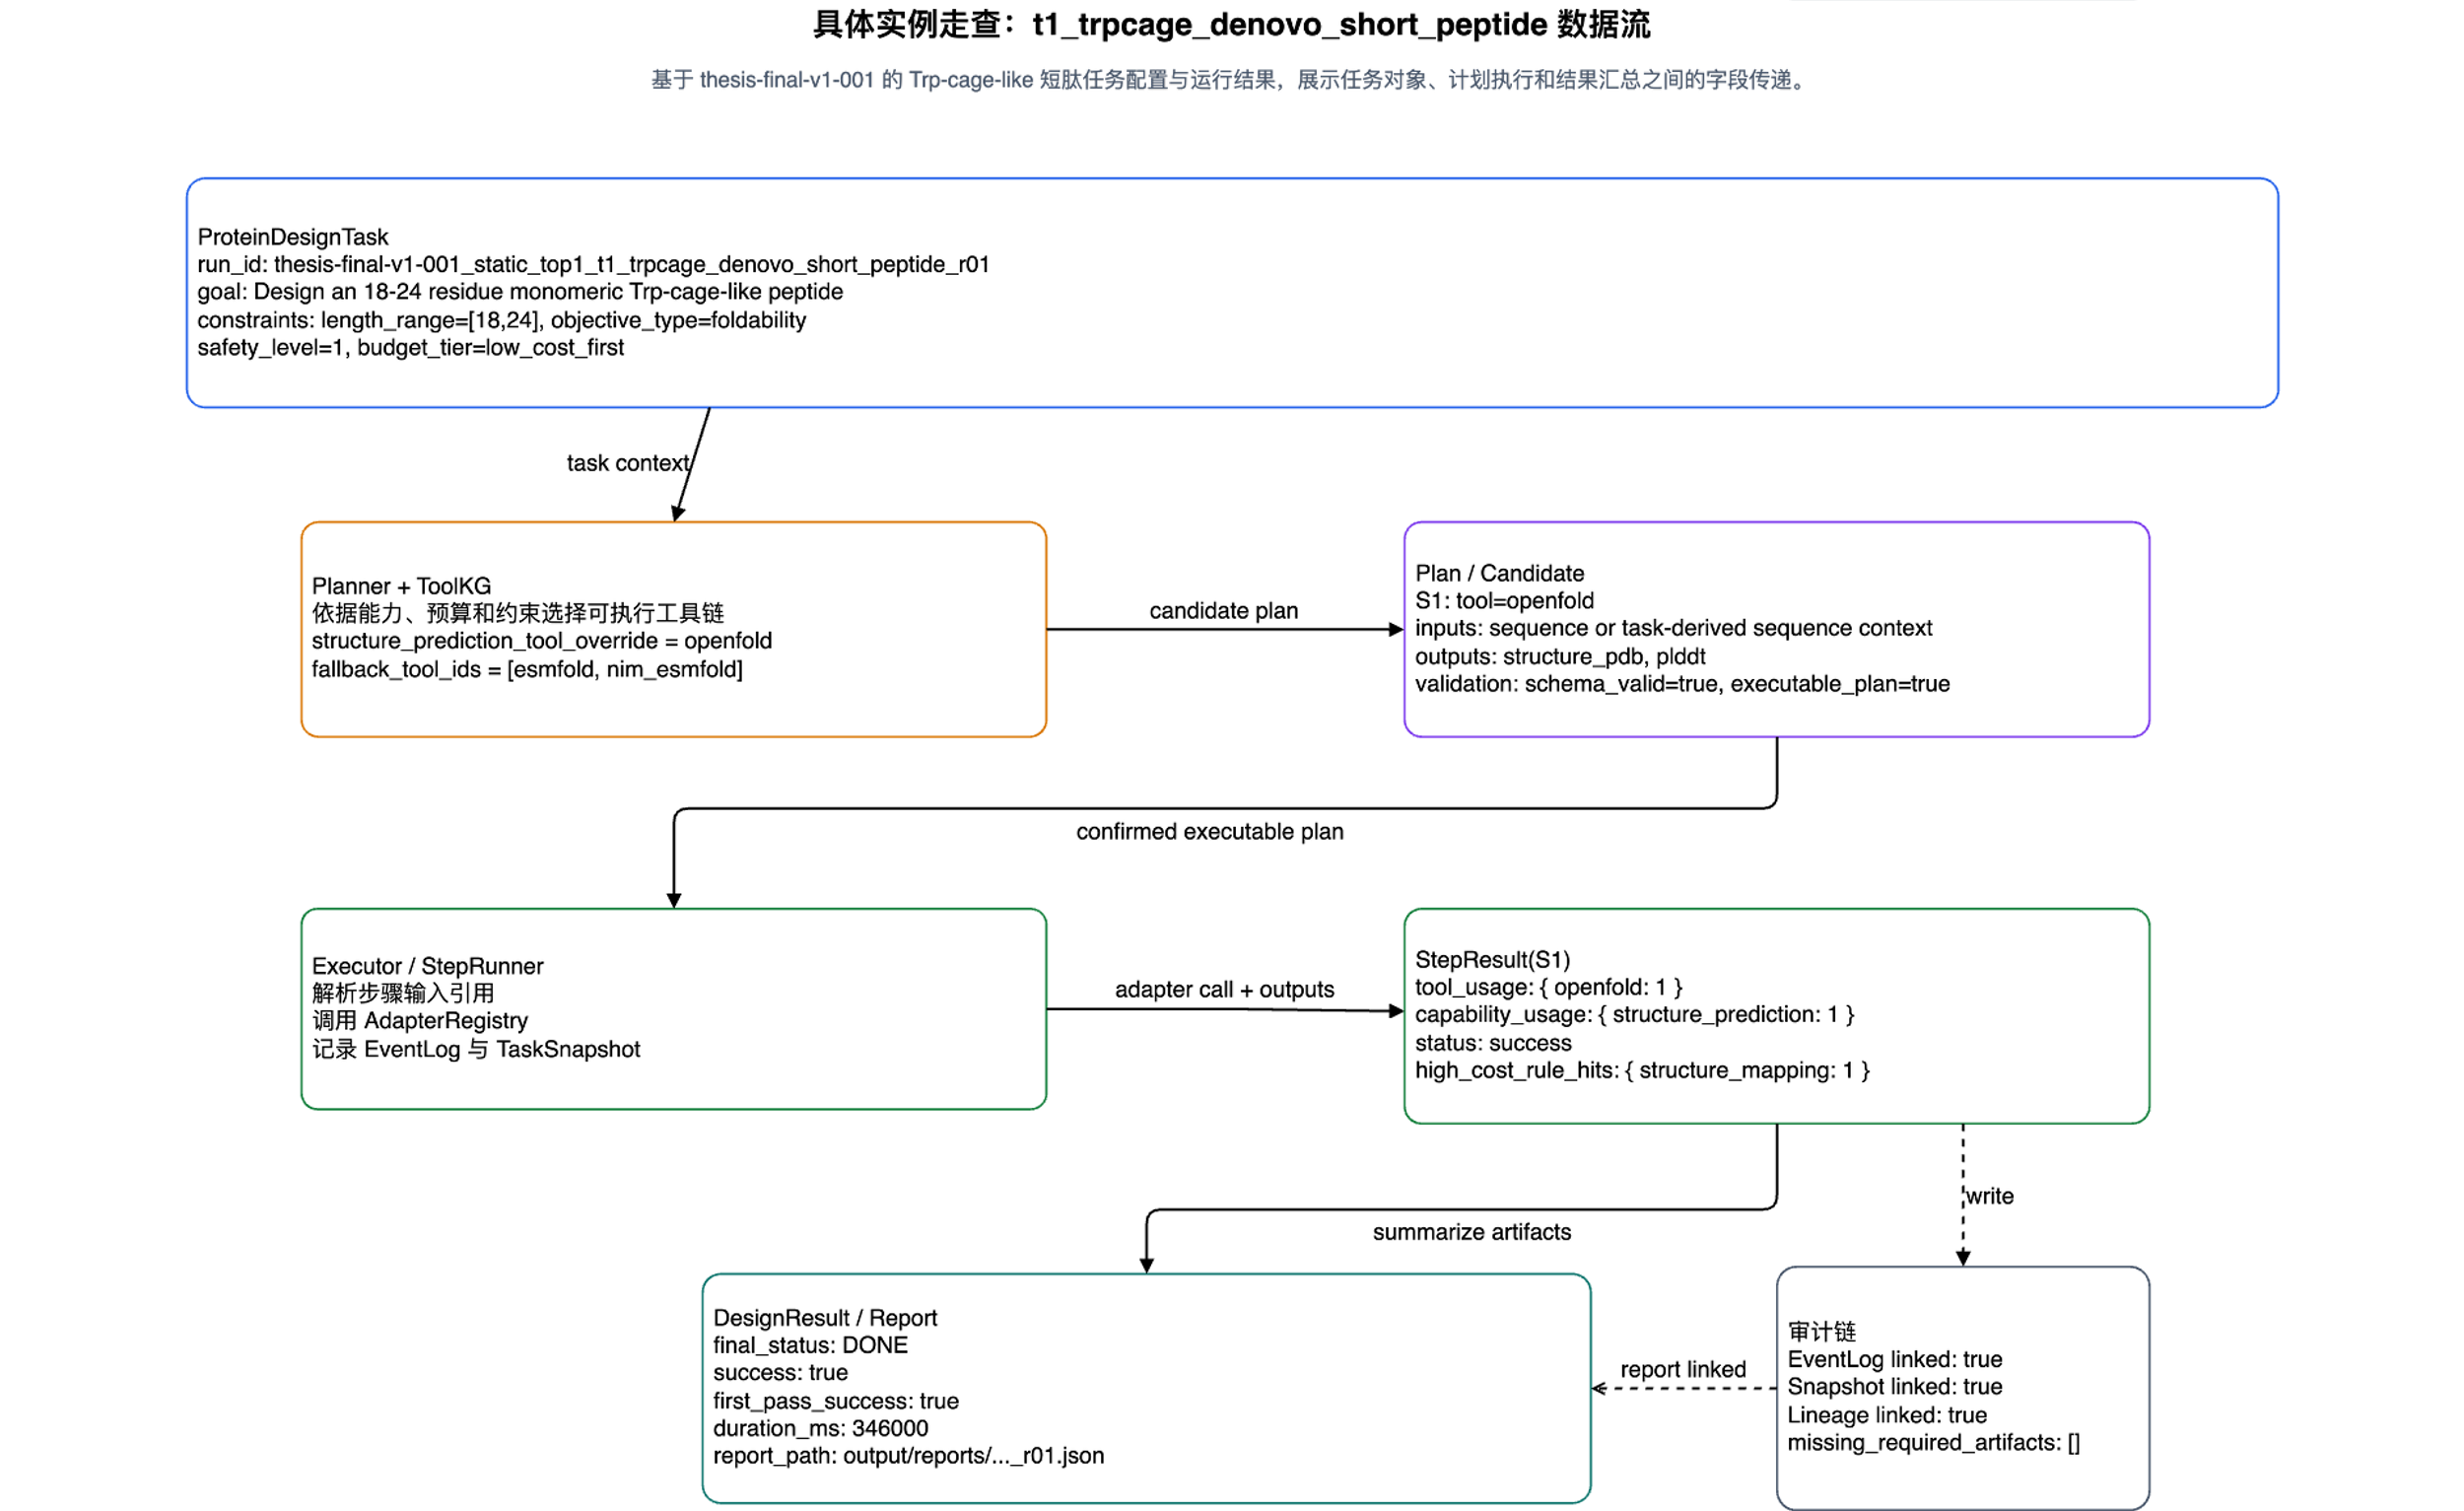 具体实例走查：t1_trpcage_denovo_short_peptide 数据流
基于 thesis-final-v1-001 的 Trp-cage-like 短肽任务配置与运行结果，展示任务对象、计划执行和结果汇总之间的字段传递。
ProteinDesignTask
run_id: thesis-final-v1-001_static_top1_t1_trpcage_denovo_short_peptide_r01
goal: Design an 18-24 residue monomeric Trp-cage-like peptide
constraints: length_range=[18,24], objective_type=foldability
safety_level=1, budget_tier=low_cost_first
task context
Planner + ToolKG
依据能力、预算和约束选择可执行工具链
structure_prediction_tool_override = openfold
fallback_tool_ids = [esmfold, nim_esmfold]
candidate plan
Plan / Candidate
S1: tool=openfold
inputs: sequence or task-derived sequence context
outputs: structure_pdb, plddt
validation: schema_valid=true, executable_plan=true
confirmed executable plan
Executor / StepRunner
解析步骤输入引用
调用 AdapterRegistry
记录 EventLog 与 TaskSnapshot
adapter call + outputs
StepResult(S1)
tool_usage: { openfold: 1 }
capability_usage: { structure_prediction: 1 }
status: success
high_cost_rule_hits: { structure_mapping: 1 }
write
summarize artifacts
DesignResult / Report
final_status: DONE
success: true
first_pass_success: true
duration_ms: 346000
report_path: output/reports/..._r01.json
report linked
审计链
EventLog linked: true
Snapshot linked: true
Lineage linked: true
missing_required_artifacts: []